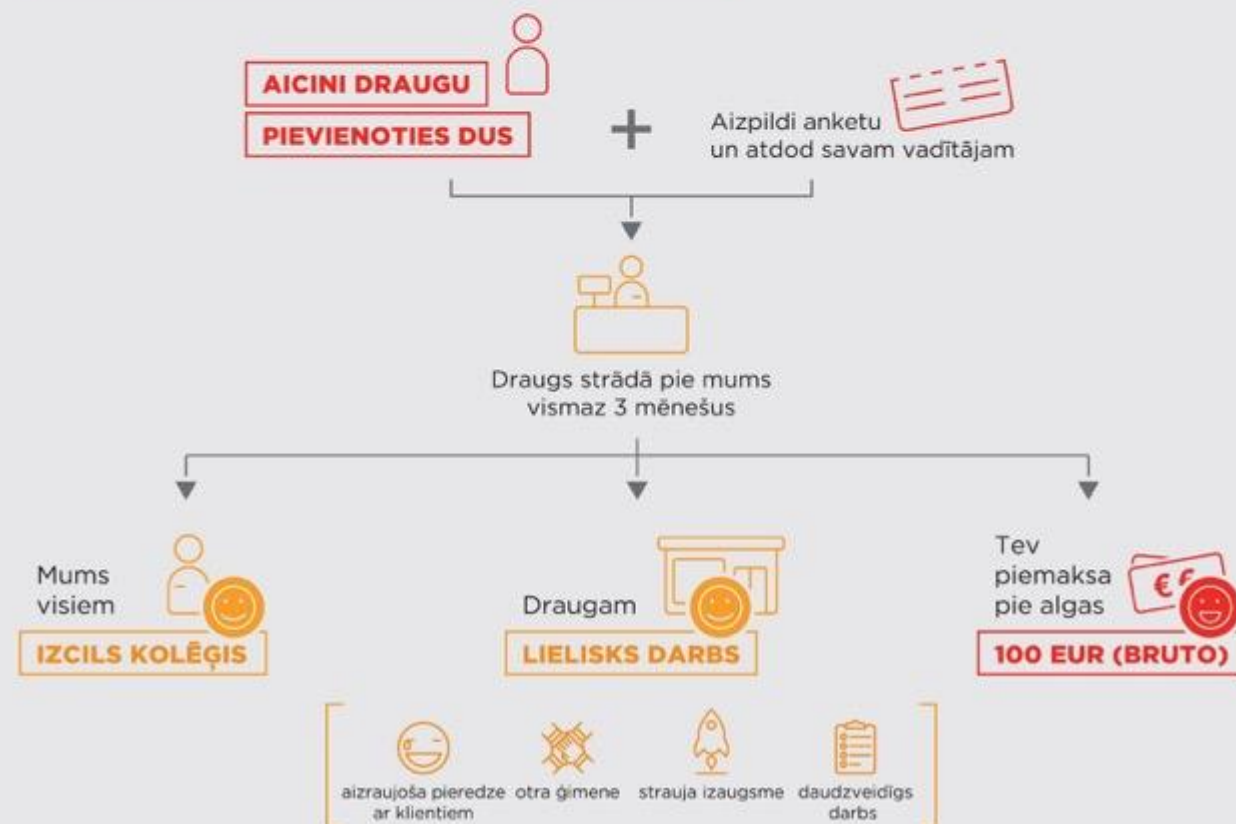 AICINI DRAUGU
PIEVIENOTIES DUS
+
Aizpildi anketu
un atdod savam vadītājam
Draugs strādā pie mums
vismaz 3 mēnešus
Mums
visiem
IZCILS KOLĒĢIS
Draugam
LIELISKS DARBS
Tev
piemaksa
pie algas
€ €
100 EUR (BRUTO)
aizraujoša pieredze
ar klientiem
otra ģimene
strauja izaugsme
daudzveidīgs
darbs